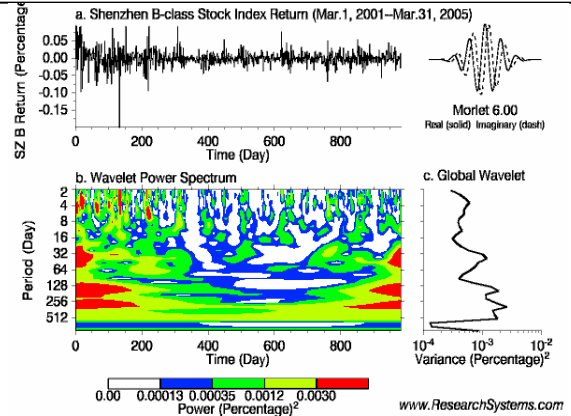 a. Shenzhen B-class Stock Index Return (Mar.1, 2001--Mar.31, 2005)
SZ B Return (Percentage
0.05
0.00
-0.05
-0.10
-0.15
0 200 400 600 800
Time (Day)
Morlet 6.00
Real (solid) Imaginary (dash)
b. Wavelet Power Spectrum
Period (Day)
2
4
8
16
32
64
128
256
512
0 200 400 600 800
Time (Day)
c. Global Wavelet
10-4 10-3 10-2
Variance (Percentage)2
0.00 0.00013 0.00035 0.0012 0.0030
Power (Percentage)2
www.ResearchSystems.com